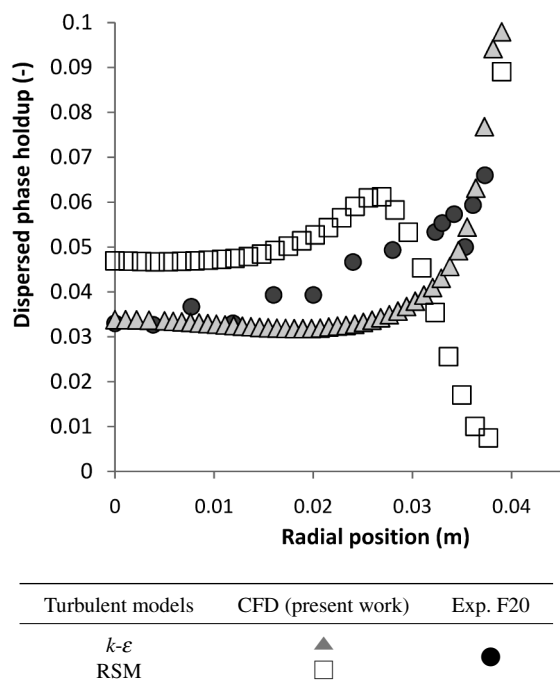 0.1
0.09
0.08
0.07
0.06
0.05
0.04
0.03
0.02
0.01
0
Dispersed phase holdup (-)
0 0.01 0.02 0.03 0.04
Radial position (m)
Turbulent models CFD (present work) Exp. F20
k-ε
RSM